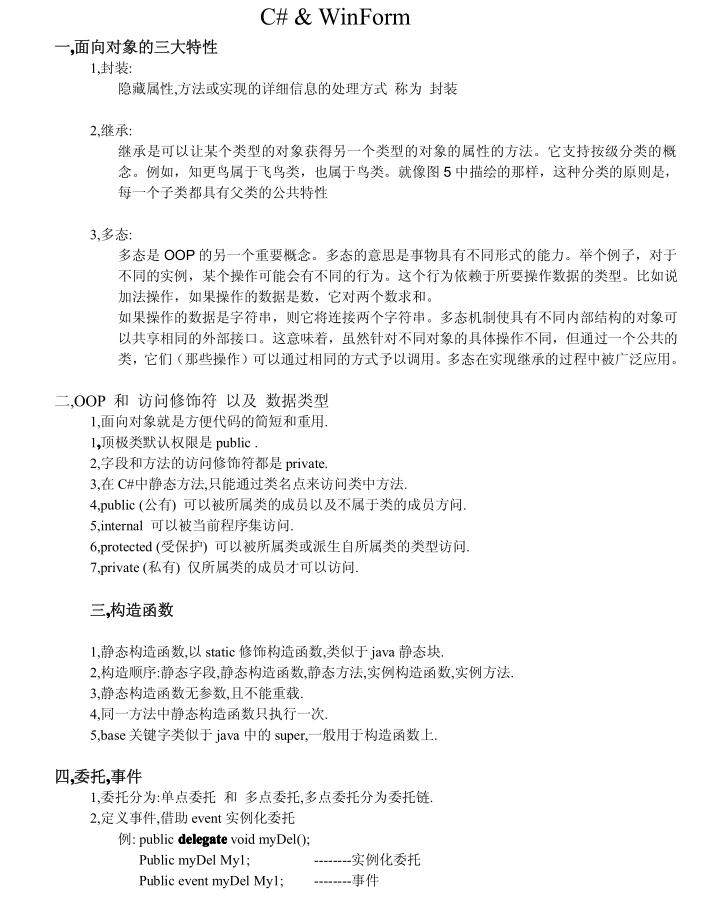 C# & WinForm
一,面向对象的三大特性
1,封装:
隐藏属性,方法或实现的详细信息的处理方式 称为 封装
2,继承:
继承是可以让某个类型的对象获得另一个类型的对象的属性的方法。它支持按级分类的概
念。例如，知更鸟属于飞鸟类，也属于鸟类。就像图 5 中描绘的那样，这种分类的原则是，
每一个子类都具有父类的公共特性
3,多态:
多态是 OOP 的另一个重要概念。多态的意思是事物具有不同形式的能力。举个例子，对于
不同的实例，某个操作可能会有不同的行为。这个行为依赖于所要操作数据的类型。比如说
加法操作，如果操作的数据是数，它对两个数求和。
如果操作的数据是字符串，则它将连接两个字符串。多态机制使具有不同内部结构的对象可
以共享相同的外部接口。这意味着，虽然针对不同对象的具体操作不同，但通过一个公共的
类，它们（那些操作）可以通过相同的方式予以调用。多态在实现继承的过程中被广泛应用。
二,OOP 和 访问修饰符 以及 数据类型
1,面向对象就是方便代码的简短和重用.
1,顶极类默认权限是 public .
2,字段和方法的访问修饰符都是 private.
3,在 C#中静态方法,只能通过类名点来访问类中方法.
4,public (公有) 可以被所属类的成员以及不属于类的成员方问.
5,internal 可以被当前程序集访问.
6,protected (受保护) 可以被所属类或派生自所属类的类型访问.
7,private (私有) 仅所属类的成员才可以访问.
三,构造函数
1,静态构造函数,以 static 修饰构造函数,类似于 java 静态块.
2,构造顺序:静态字段,静态构造函数,静态方法,实例构造函数,实例方法.
3,静态构造函数无参数,且不能重载.
4,同一方法中静态构造函数只执行一次.
5,base 关键字类似于 java 中的 super,一般用于构造函数上.
四,委托,事件
1,委托分为:单点委托 和 多点委托,多点委托分为委托链.
2,定义事件,借助 event 实例化委托
例: public delegate void myDel();
Public myDel My1; --------实例化委托
Public event myDel My1; --------事件